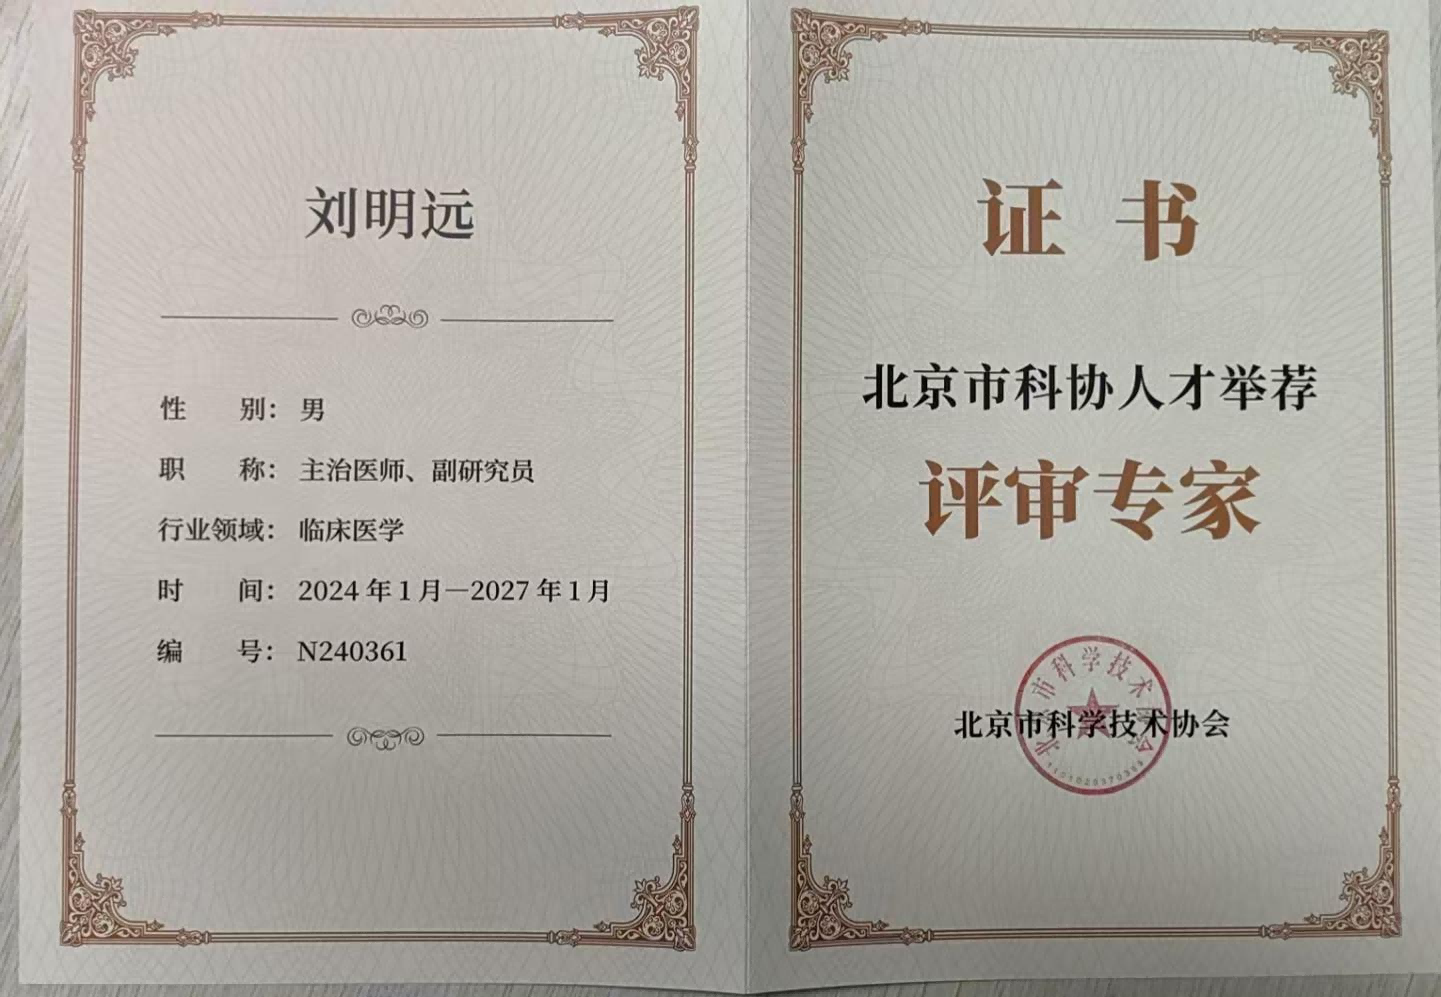 刘明远
性别：男
职称：主治医师、副研究员
行业领域：临床医学
时间：2024年1月—2027年1月
编号：N240361
证书
北京市科协人才举荐
评审专家
北京市科学技术协会